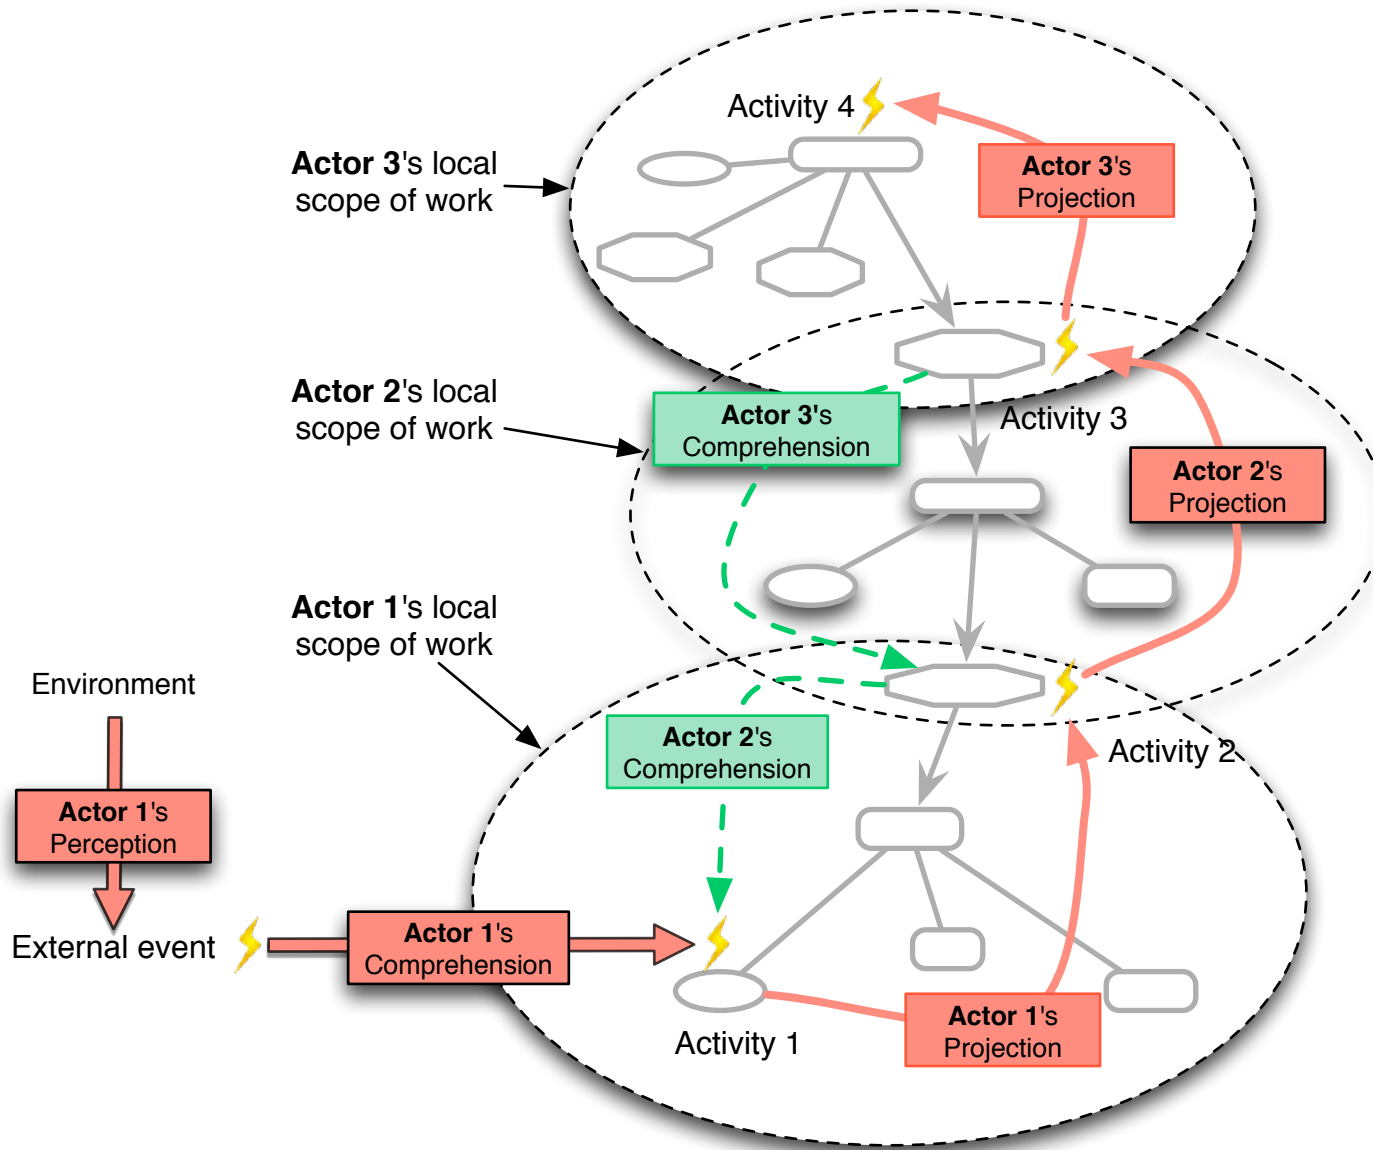 Activity 4
Actor 3's local
scope of work
Actor 3's
Projection
Actor 2's local
scope of work
Actor 3's
Comprehension
Activity 3
Actor 2's
Projection
Actor 1's local
scope of work
Environment
Actor 2's
Comprehension
Activity 2
Actor 1's
Perception
External event
Actor 1's
Comprehension
Activity 1
Actor 1's
Projection